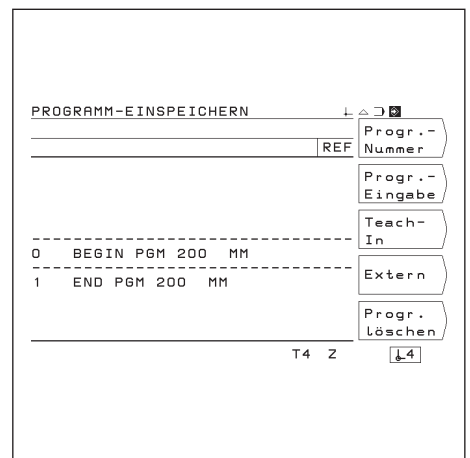 PROGRAMM-EINSPEICHERN
REF
Progr.-
Nummer
Progr.-
Eingabe
Teach-
In
0 BEGIN PGM 200 MM
Extern
1 END PGM 200 MM
Progr.
löschen
T4 Z
4